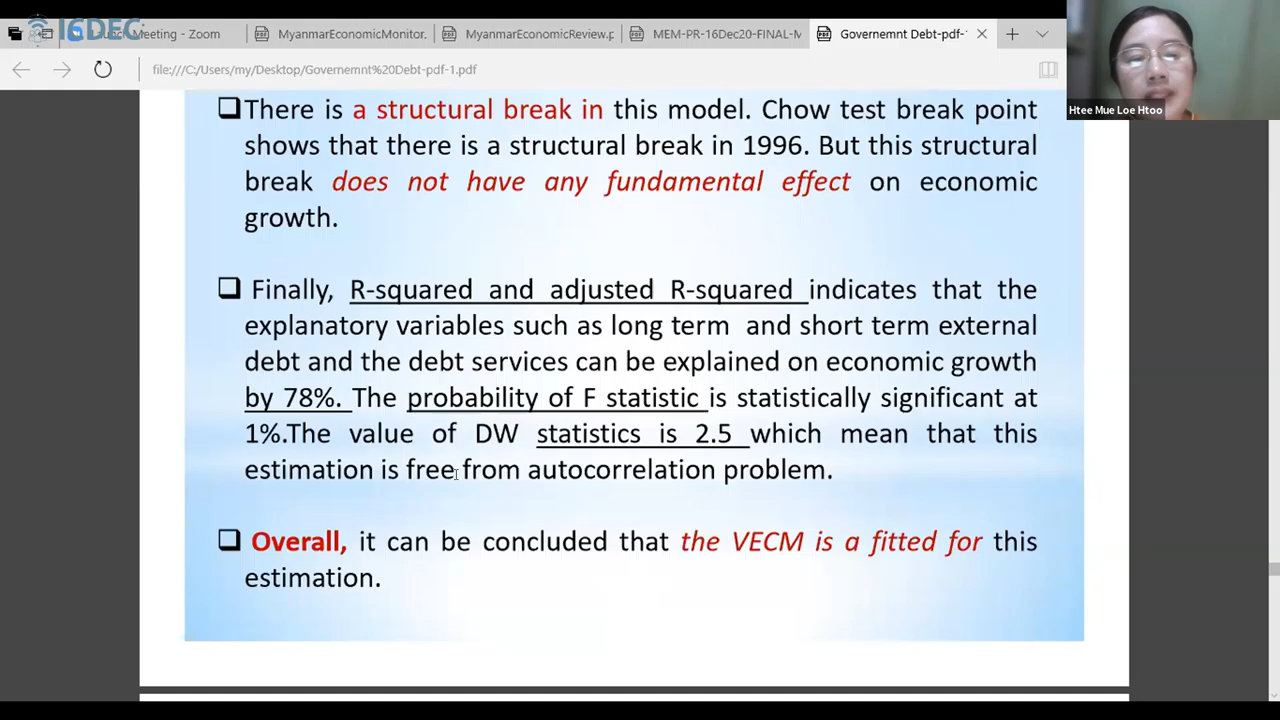 I6DEC
Meeting - Zoom
MyanmarEconomicMonitor.
MyanmarEconomicReview.p
MEM-PR-16Dec20-FINAL-M
Governemnt Debt-pdf-1
file:///C:/Users/my/Desktop/Governemnt%20Debt-pdf-1.pdf
Htee Mue Loe Htoo
There is a structural break in this model. Chow test break point
shows that there is a structural break in 1996. But this structural
break does not have any fundamental effect on economic
growth.
Finally, R-squared and adjusted R-squared indicates that the
explanatory variables such as long term and short term external
debt and the debt services can be explained on economic growth
by 78%. The probability of F statistic is statistically significant at
1%.The value of DW statistics is 2.5 which mean that this
estimation is free from autocorrelation problem.
Overall, it can be concluded that the VECM is a fitted for this
estimation.